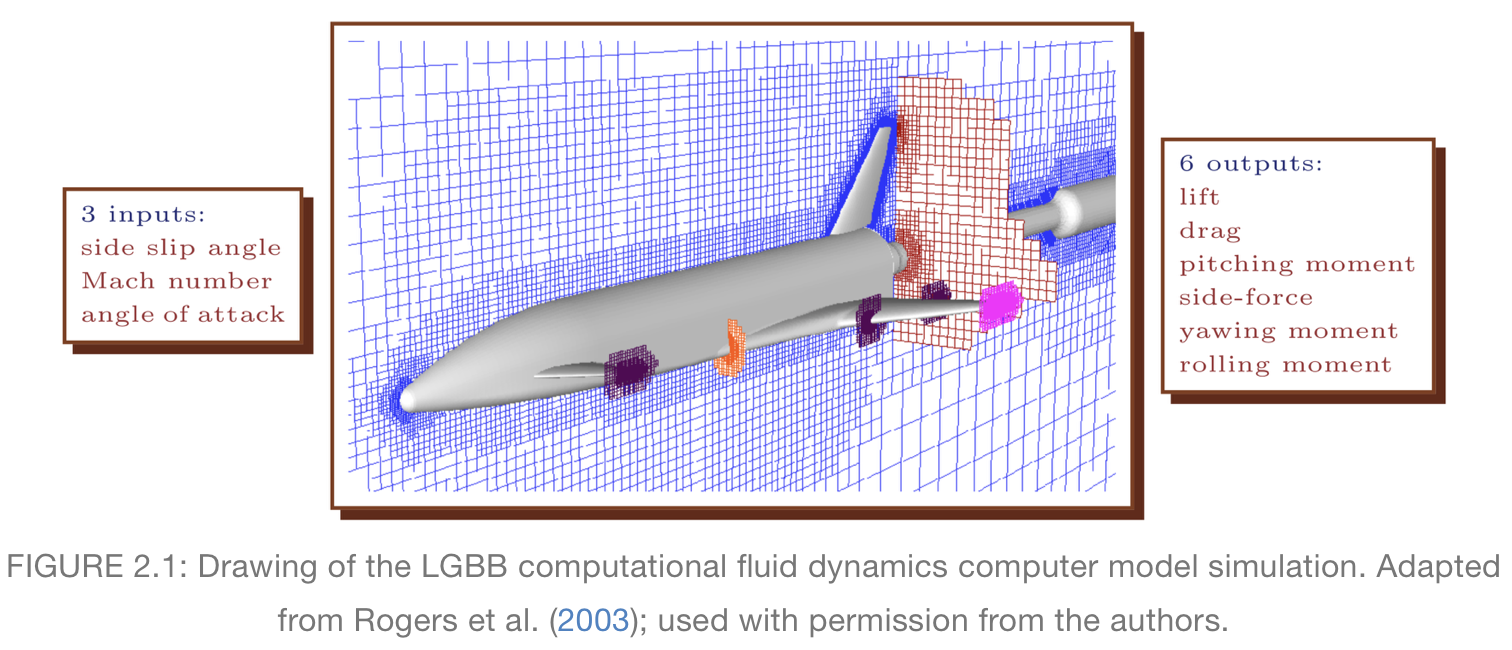 3 inputs:
side slip angle
Mach number
angle of attack
6 outputs:
lift
drag
pitching moment
side-force
yawing moment
rolling moment
FIGURE 2.1: Drawing of the LGBB computational fluid dynamics computer model simulation. Adapted
from Rogers et al. (2003); used with permission from the authors.